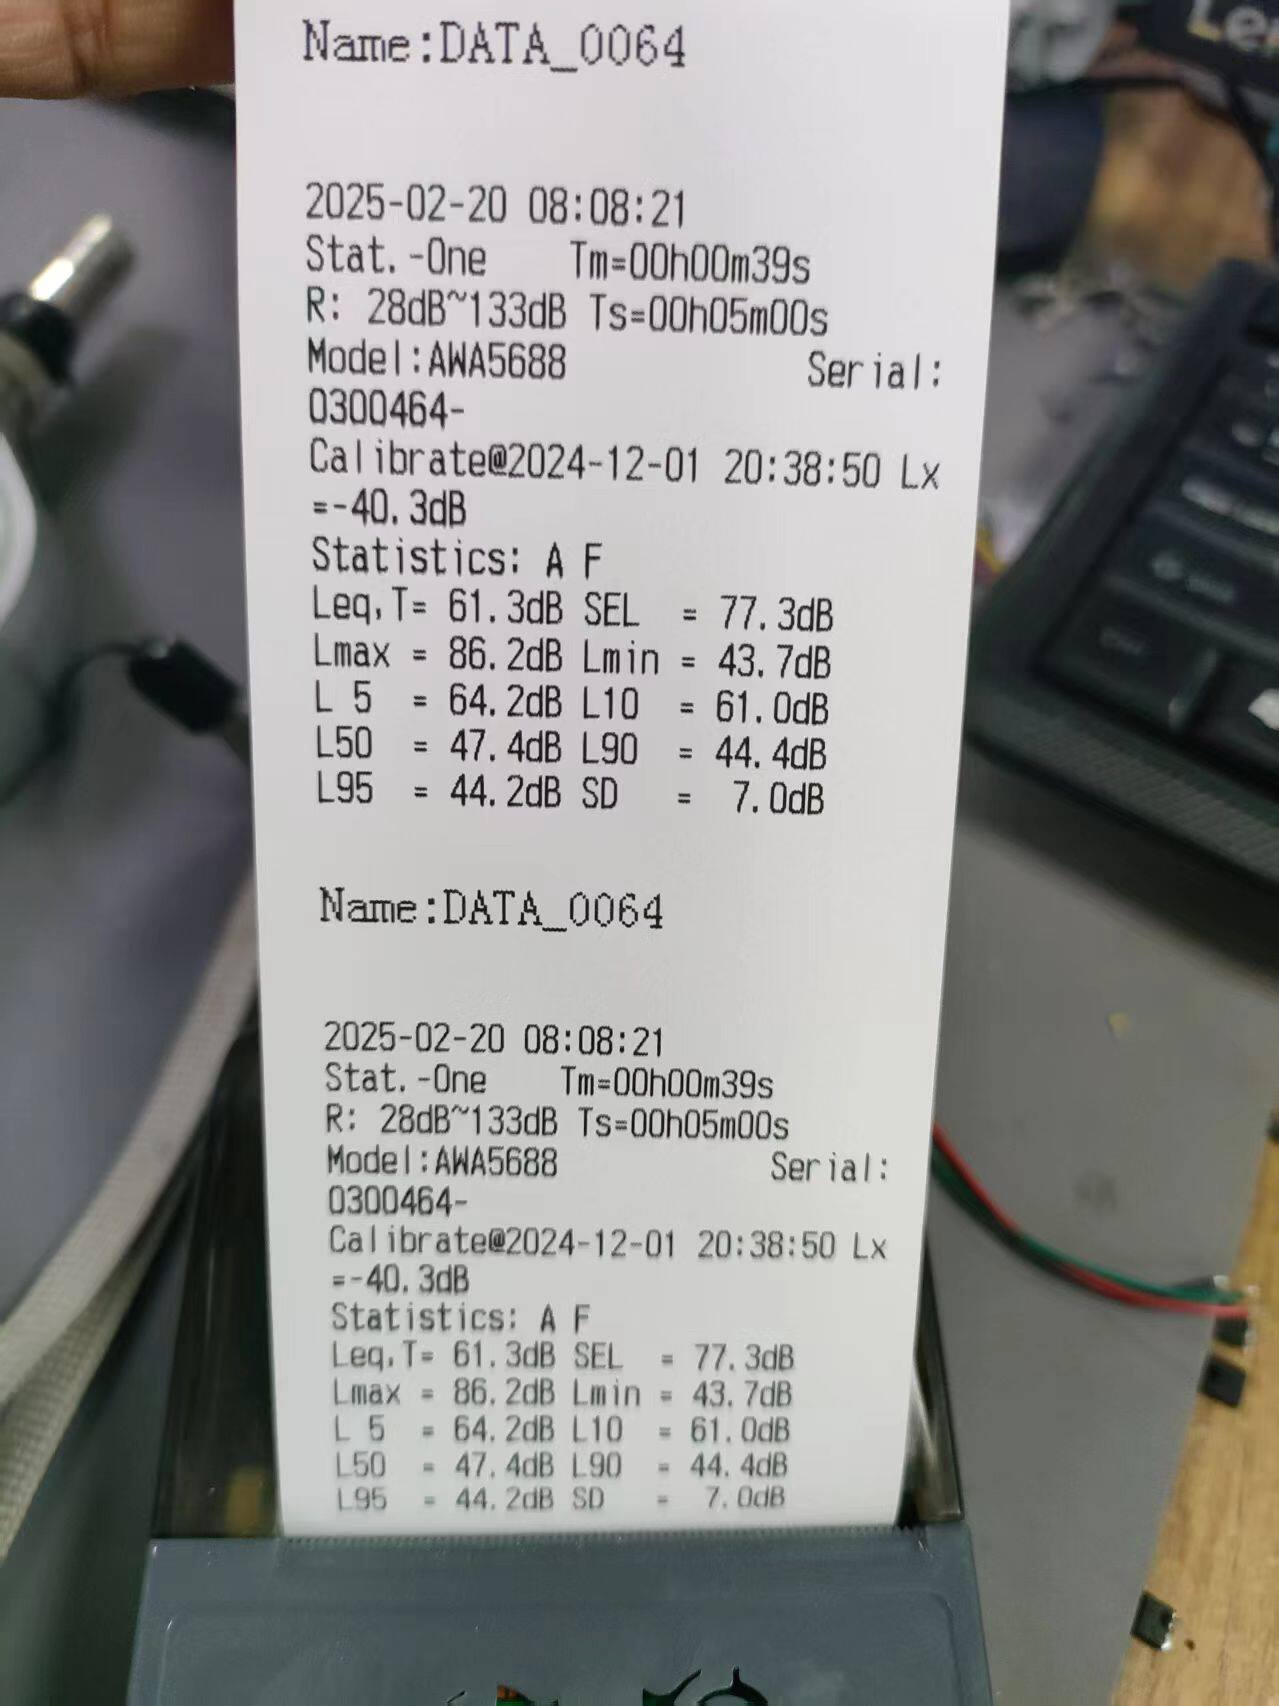 Name:DATA_0064
2025-02-20 08:08:21
Stat.-One Tm=00h00m39s
R: 28dB~133dB Ts=00h05m00s
Model:AWA5688 Serial:
0300464-
Calibrate@2024-12-01 20:38:50 Lx
=-40.3dB
Statistics: A F
Leq,T= 61.3dB SEL = 77.3dB
Lmax = 86.2dB Lmin = 43.7dB
L 5 = 64.2dB L10 = 61.0dB
L50 = 47.4dB L90 = 44.4dB
L95 = 44.2dB SD = 7.0dB
Name:DATA_0064
2025-02-20 08:08:21
Stat.-One Tm=00h00m39s
R: 28dB~133dB Ts=00h05m00s
Model:AWA5688 Serial:
0300464-
Calibrate@2024-12-01 20:38:50 Lx
=-40.3dB
Statistics: A F
Leq,T= 61.3dB SEL = 77.3dB
Lmax = 86.2dB Lmin = 43.7dB
L 5 = 64.2dB L10 = 61.0dB
L50 = 47.4dB L90 = 44.4dB
L95 = 44.2dB SD = 7.0dB